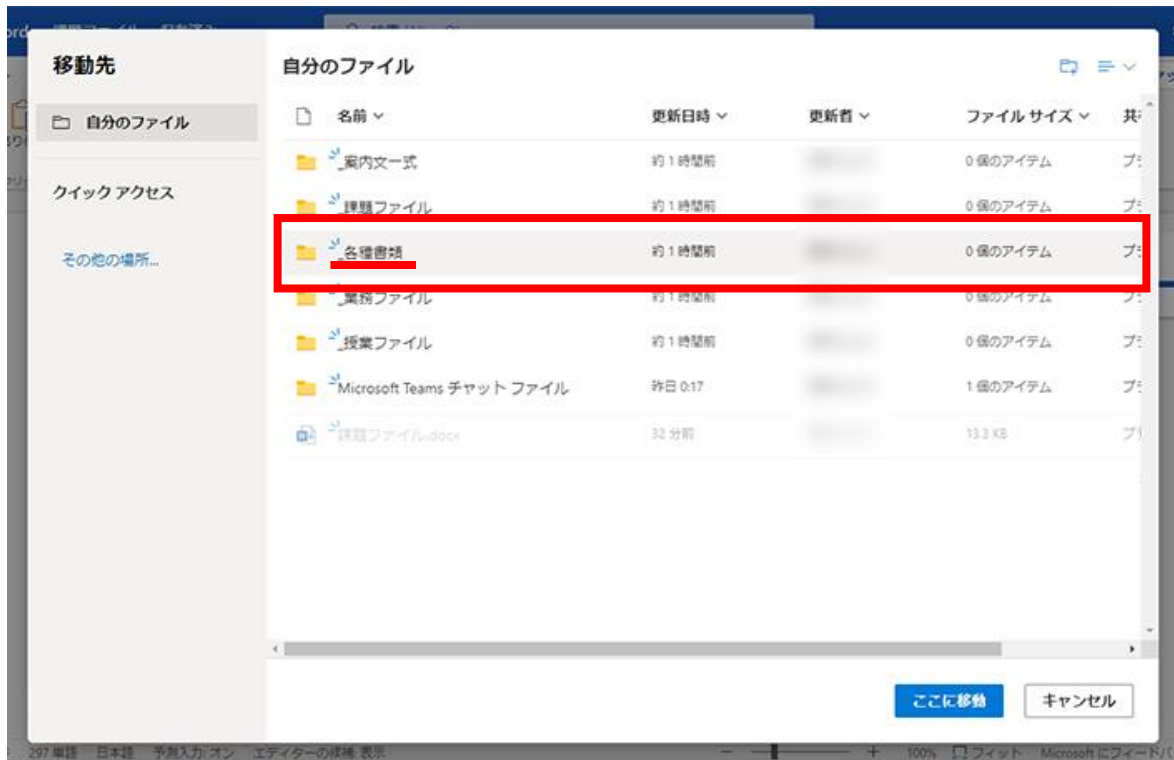 移動先
自分のファイル
クイック アクセス
その他の場所...
自分のファイル
名前 更新日時 更新者 ファイル サイズ
_案内文一式 約 1 時間前 0 個のアイテム
_課題ファイル 約 1 時間前 0 個のアイテム
_各種書類 約 1 時間前 0 個のアイテム
_業務ファイル 約 1 時間前 0 個のアイテム
_授業ファイル 約 1 時間前 0 個のアイテム
Microsoft Teams チャット ファイル 昨日 0:17 1 個のアイテム
課題ファイル.docx 32 分前 13.3 KB
ここに移動 キャンセル
297 単語 日本語 予測入力: オン エディターの候補: 表示 100% フィット Microsoft にフィードバ